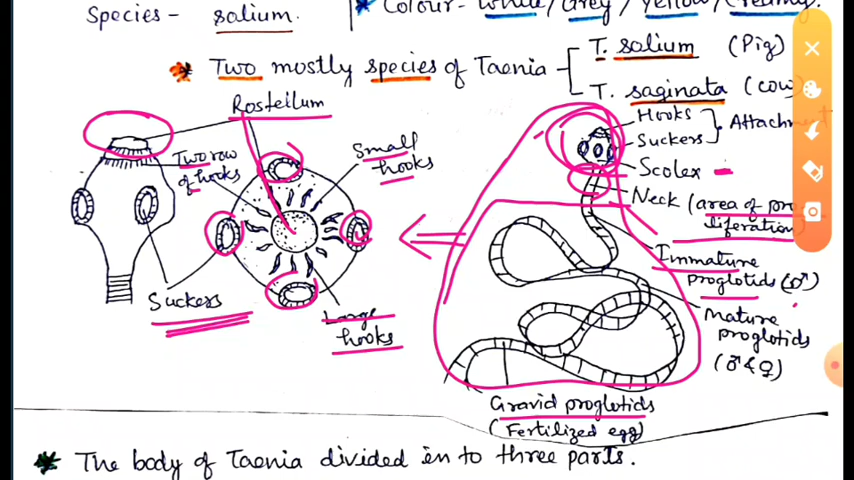 Species - solium.
Colour - White/Grey/Yellow/Creamy.
Two mostly species of Taenia
T. solium (Pig)
T. saginata (cow)
Rostellum
Two row
of hooks
Small
hooks
Suckers
Large
hooks
Hooks
Suckers
Attachment
Scolex
Neck (area of pro
liferation)
Immature
proglotids (♂)
Mature
proglotids
(♂ & ♀)
Gravid proglotids
(Fertilized egg)
The body of Taenia divided in to three parts.